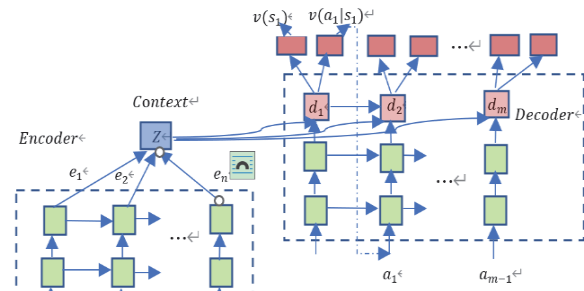 v(s₁) v(a₁|s₁)
...
Context
d₁ d₂ dₘ Decoder
Encoder Z
e₁ e₂ eₙ
...
...
a₁ aₘ₋₁